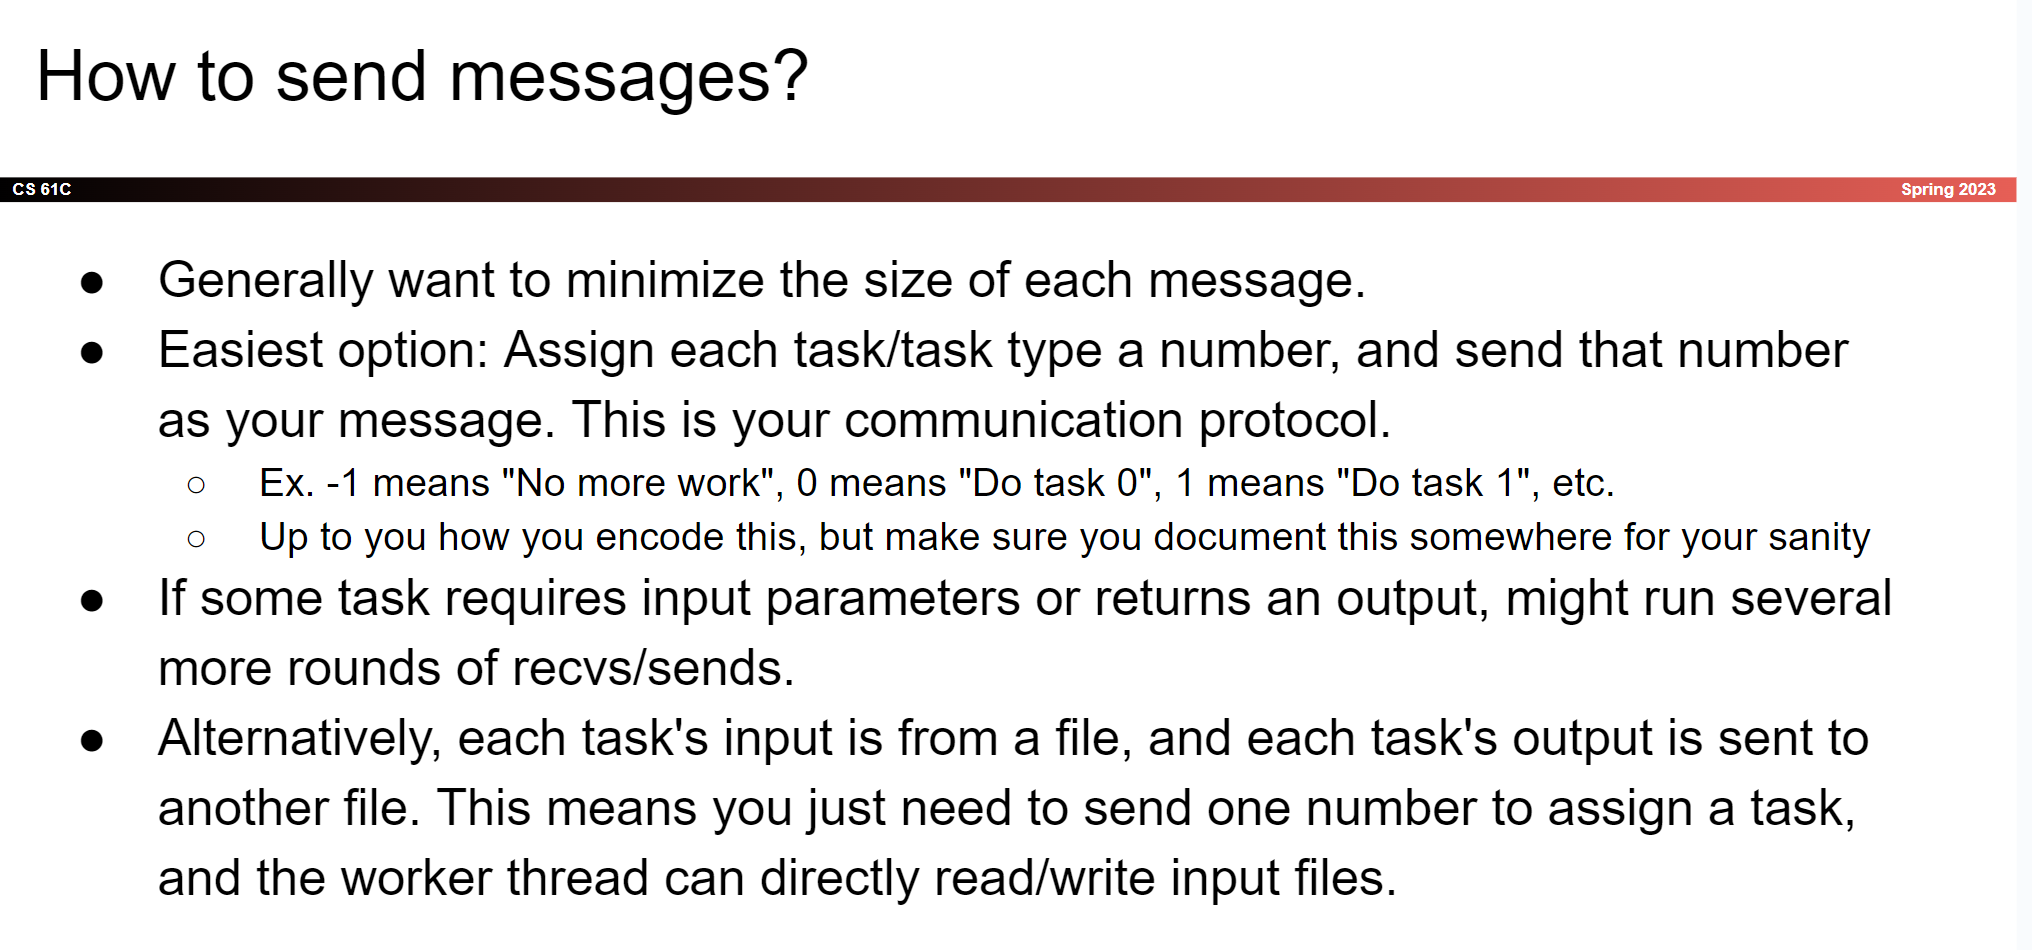 How to send messages?
CS 61C
Spring 2023
● Generally want to minimize the size of each message.
● Easiest option: Assign each task/task type a number, and send that number
as your message. This is your communication protocol.
○ Ex. -1 means "No more work", 0 means "Do task 0", 1 means "Do task 1", etc.
○ Up to you how you encode this, but make sure you document this somewhere for your sanity
● If some task requires input parameters or returns an output, might run several
more rounds of recvs/sends.
● Alternatively, each task's input is from a file, and each task's output is sent to
another file. This means you just need to send one number to assign a task,
and the worker thread can directly read/write input files.